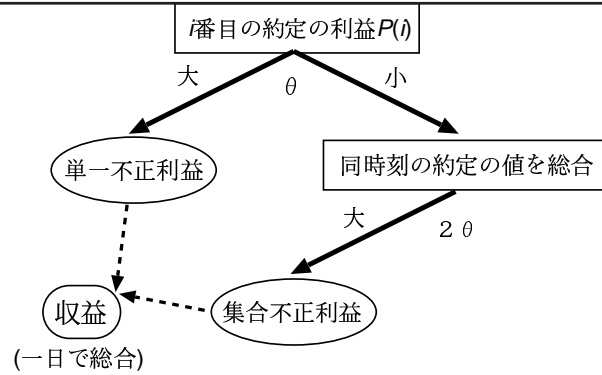 i番目の約定の利益P(i)
大
θ
小
単一不正利益
同時刻の約定の値を総合
大
2 θ
収益
集合不正利益
(一日で総合)